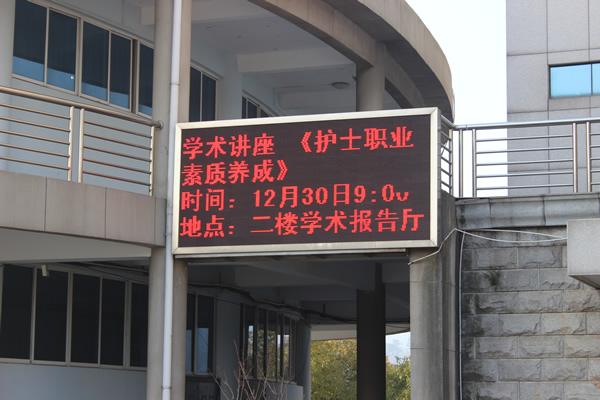 学术讲座 《护士职业
素质养成》
时间：12月30日9:00
地点：二楼学术报告厅